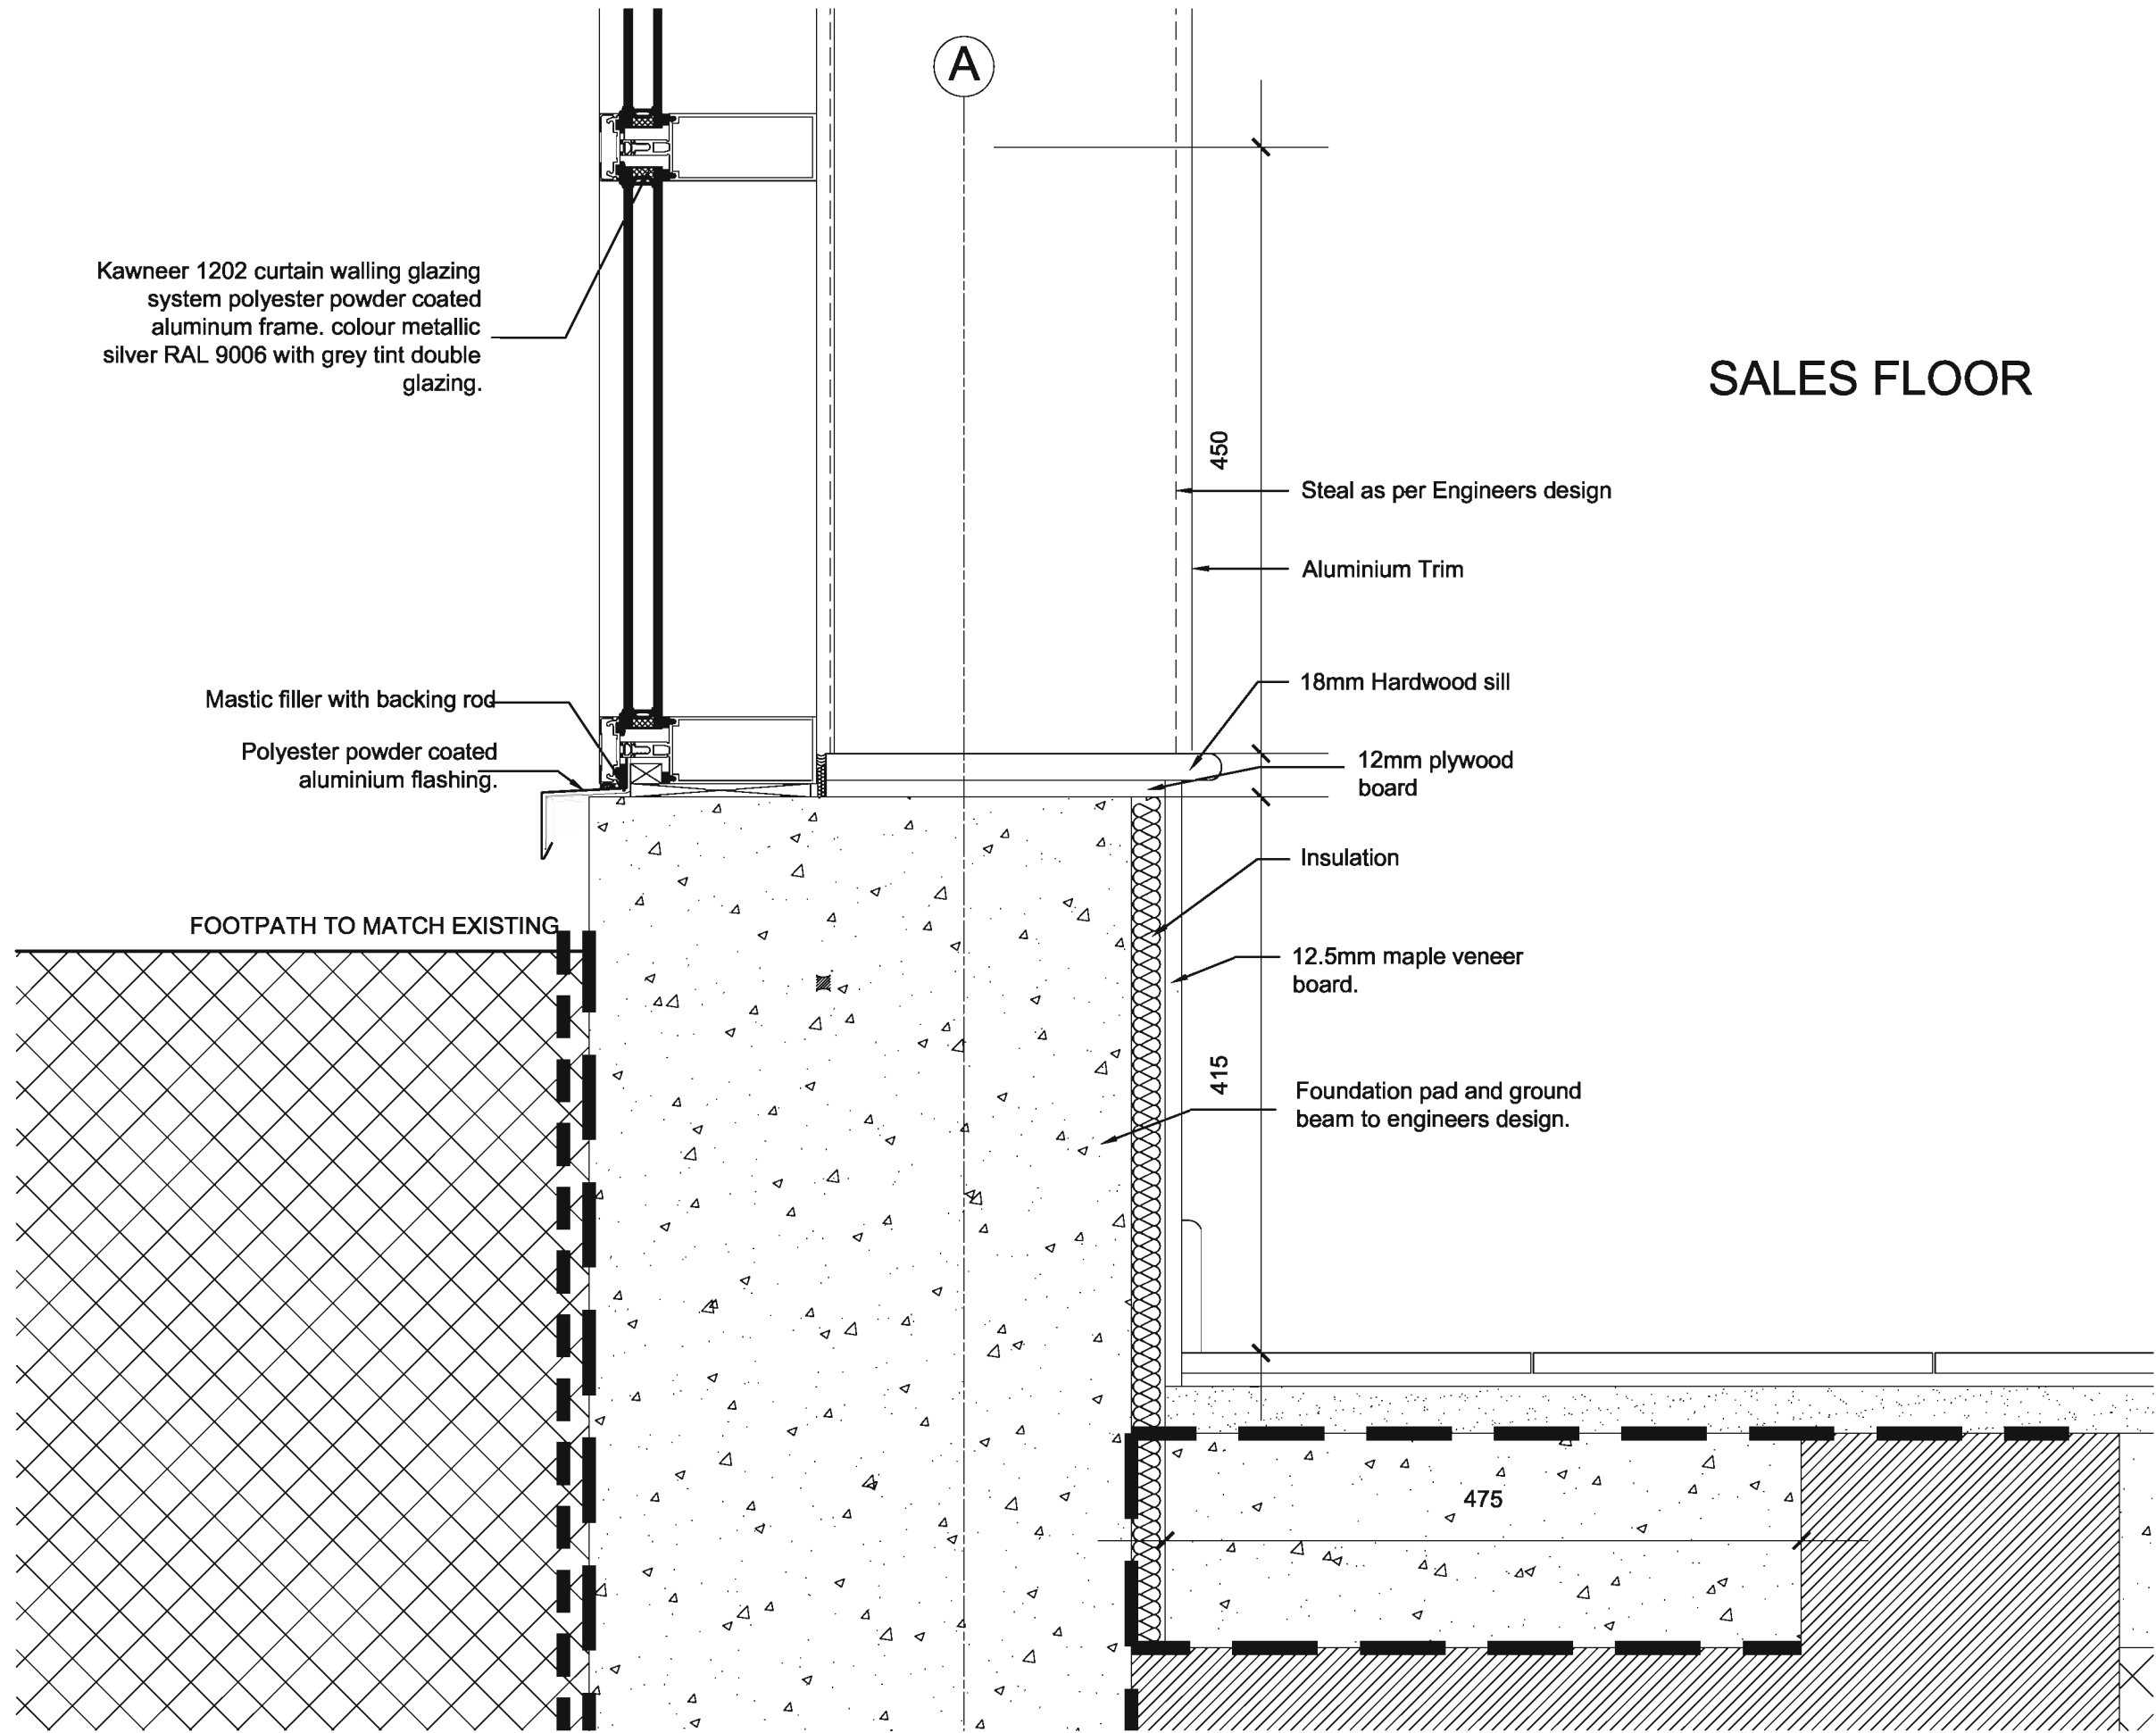 A
Kawneer 1202 curtain walling glazing
system polyester powder coated
aluminum frame. colour metallic
silver RAL 9006 with grey tint double
glazing.
SALES FLOOR
450
Steal as per Engineers design
Aluminium Trim
18mm Hardwood sill
Mastic filler with backing rod
Polyester powder coated
aluminium flashing.
12mm plywood
board
Insulation
FOOTPATH TO MATCH EXISTING
12.5mm maple veneer
board.
415
Foundation pad and ground
beam to engineers design.
475